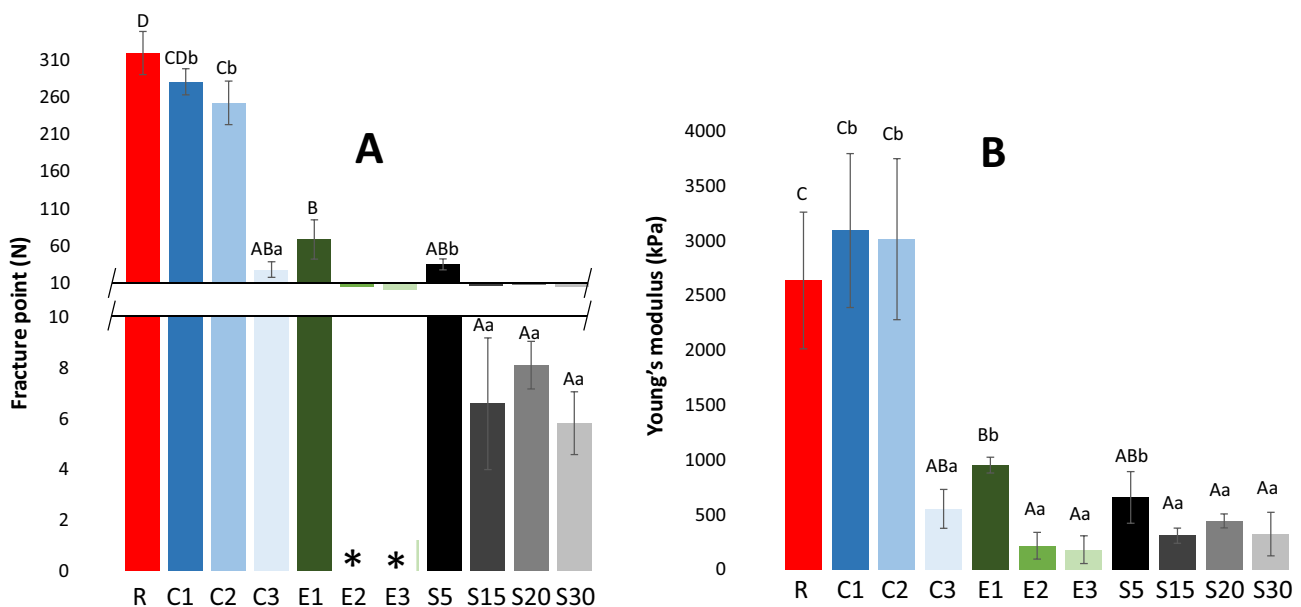 A
Fracture point (N)
310
260
210
160
110
60
10
10
8
6
4
2
0
D
CDb
Cb
ABa
B
ABb
Aa
Aa
Aa
* *
R C1 C2 C3 E1 E2 E3 S5 S15 S20 S30
B
Young's modulus (kPa)
4000
3500
3000
2500
2000
1500
1000
500
0
C
Cb
Cb
ABa
Bb
Aa
Aa
ABb
Aa
Aa
Aa
R C1 C2 C3 E1 E2 E3 S5 S15 S20 S30